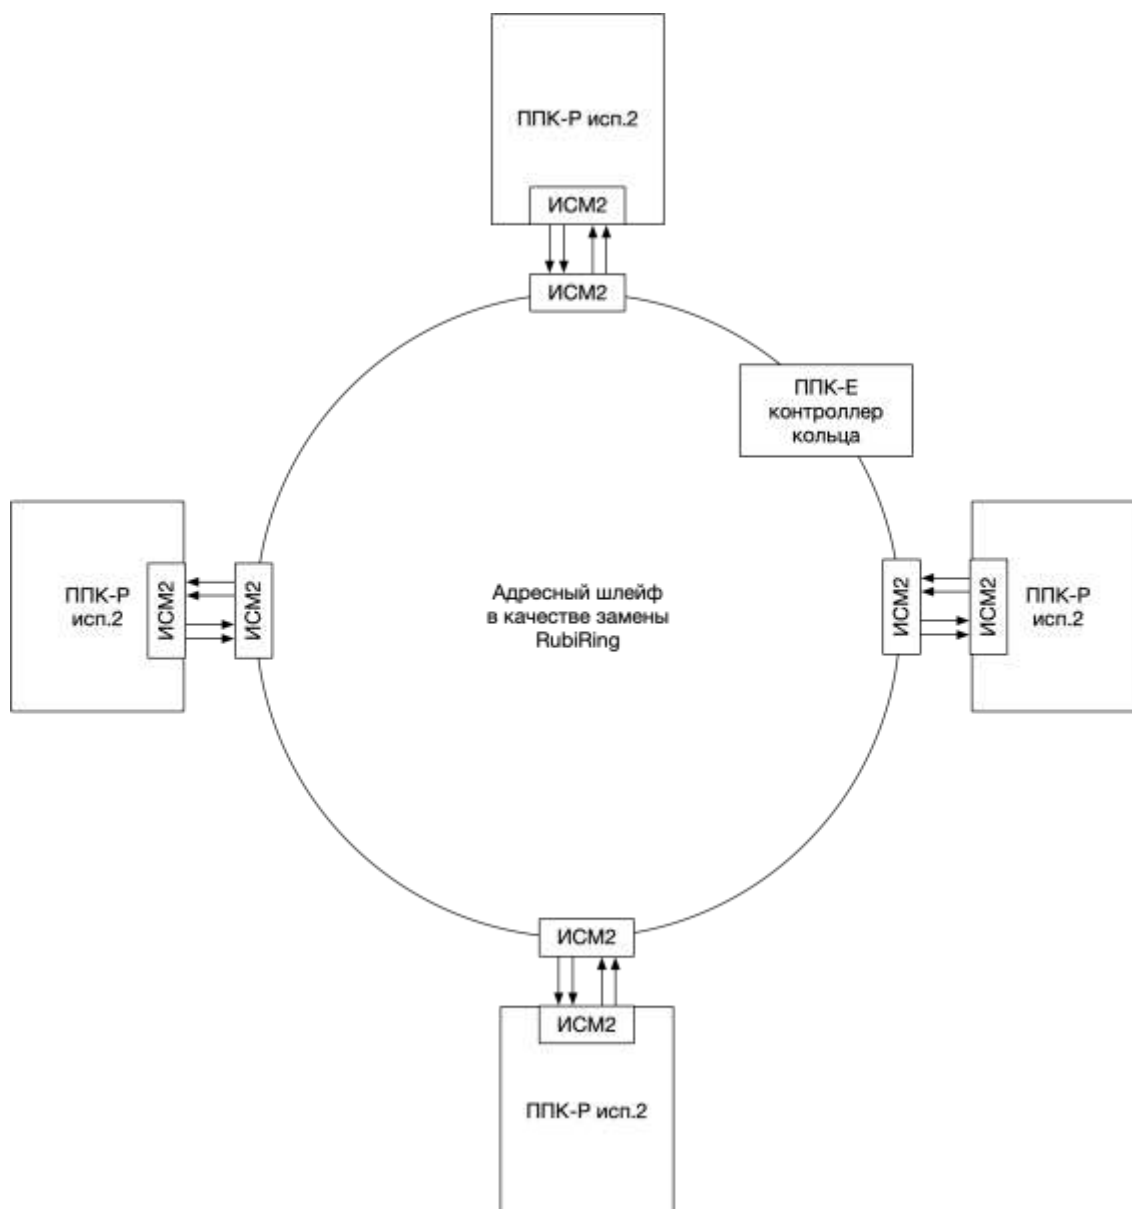 ППК-Р исп.2
ИСМ2
ИСМ2
ППК-Е
контроллер
кольца
ППК-Р
исп.2
ИСМ2
ИСМ2
Адресный шлейф
в качестве замены
RubiRing
ИСМ2
ИСМ2
ППК-Р
исп.2
ИСМ2
ИСМ2
ППК-Р исп.2